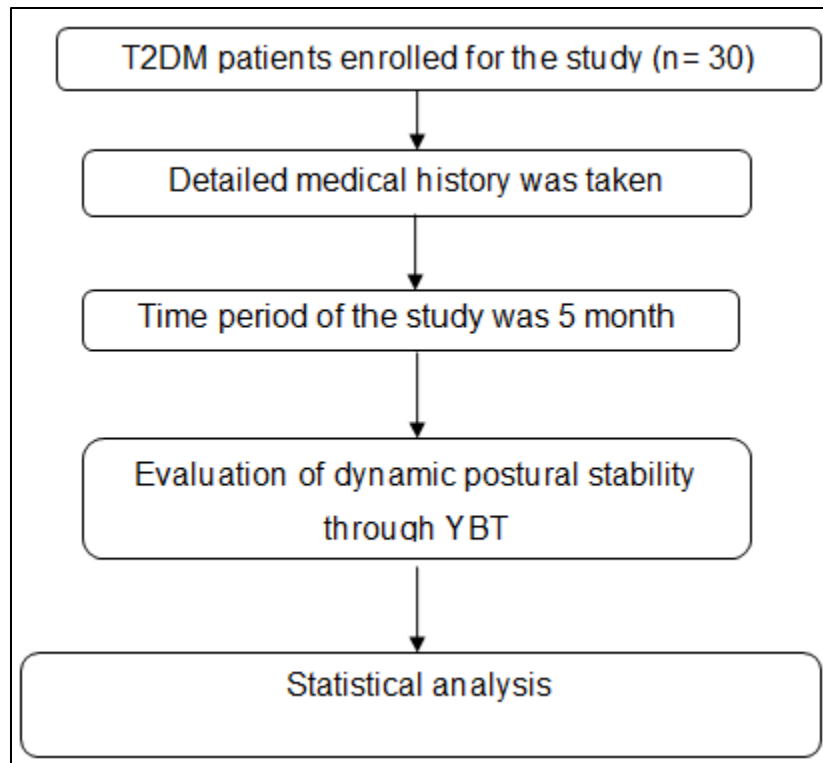 T2DM patients enrolled for the study (n= 30)
Detailed medical history was taken
Time period of the study was 5 month
Evaluation of dynamic postural stability
through YBT
Statistical analysis